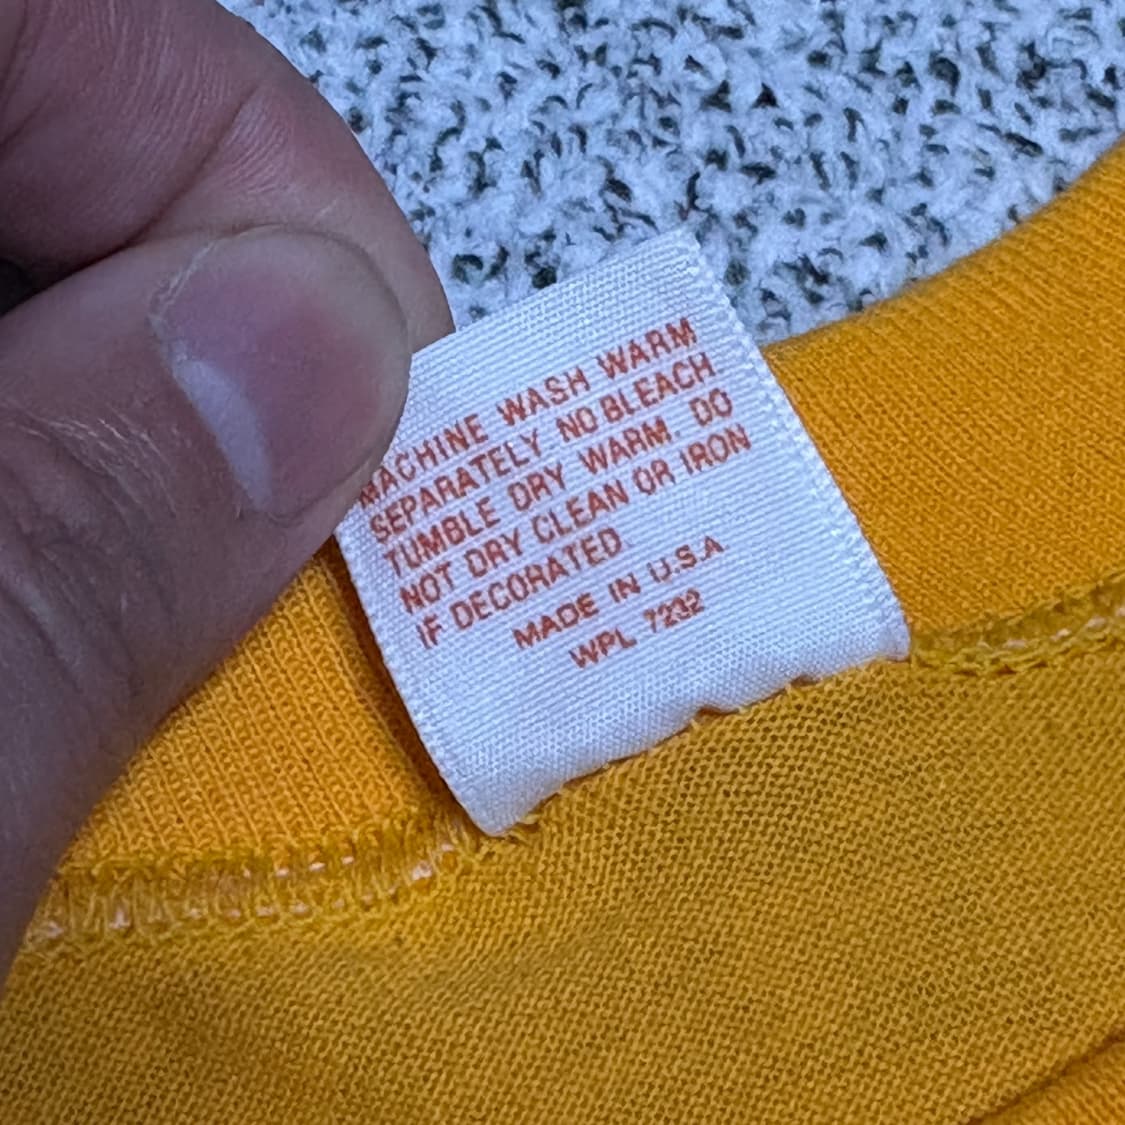 MACHINE WASH WARM
SEPARATELY NO BLEACH
TUMBLE DRY WARM. DO
NOT DRY CLEAN OR IRON
IF DECORATED.
MADE IN U.S.A
WPL 7232